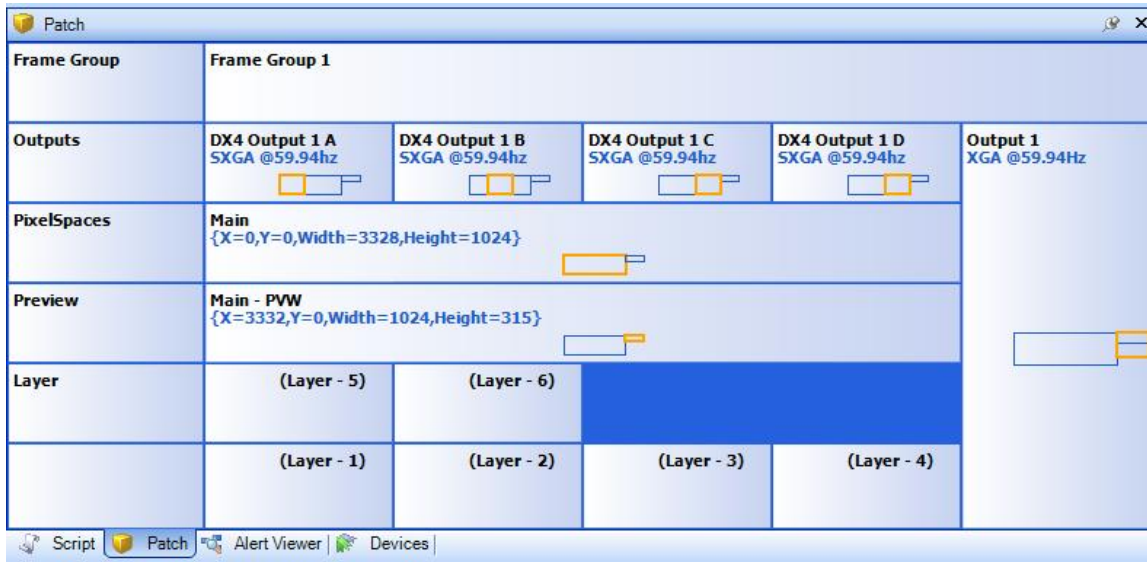 Patch
Frame Group
Frame Group 1
Outputs
DX4 Output 1 A
SXGA @59.94hz
DX4 Output 1 B
SXGA @59.94hz
DX4 Output 1 C
SXGA @59.94hz
DX4 Output 1 D
SXGA @59.94hz
Output 1
XGA @59.94Hz
PixelSpaces
Main
{X=0,Y=0,Width=3328,Height=1024}
Preview
Main - PVW
{X=3332,Y=0,Width=1024,Height=315}
Layer
(Layer - 5)
(Layer - 6)
(Layer - 1)
(Layer - 2)
(Layer - 3)
(Layer - 4)
Script
Patch
Alert Viewer
Devices